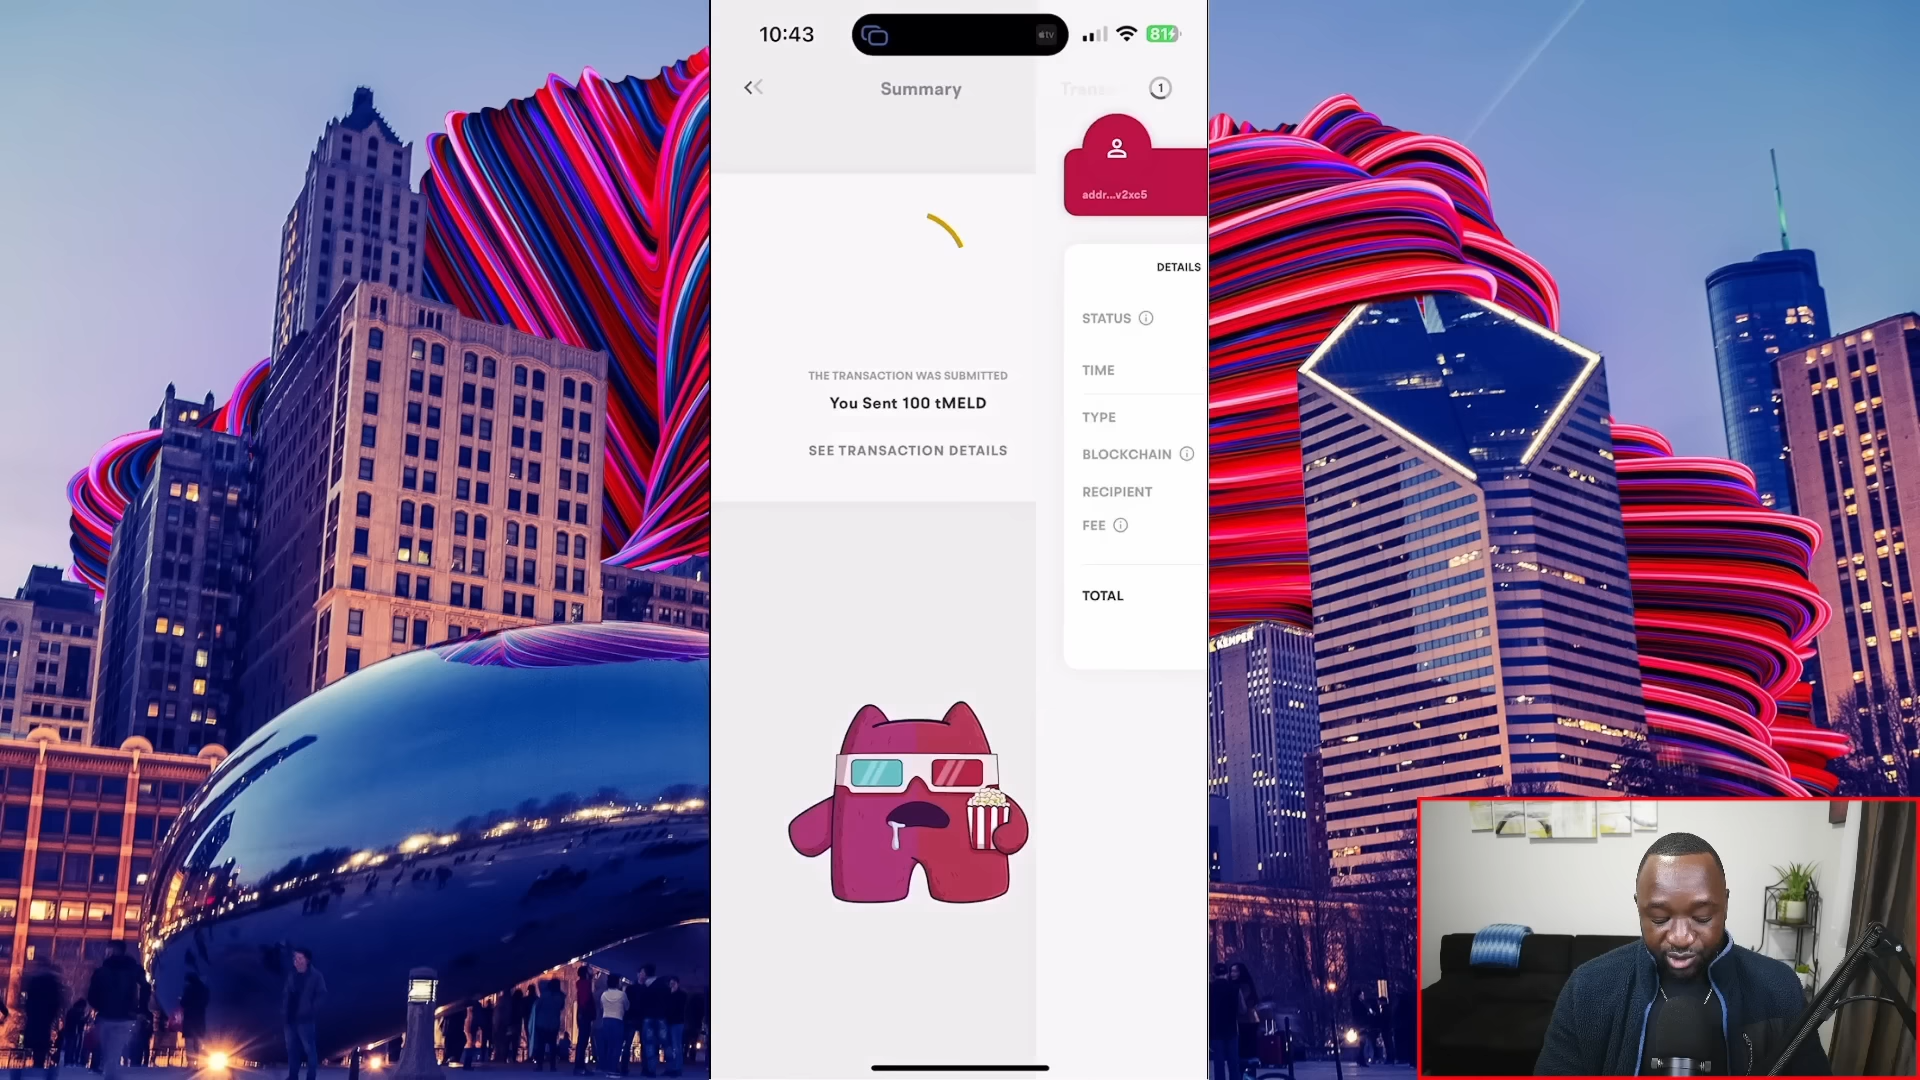 10:43
tv
81
Summary
1
addr...v2xc5
DETAILS
STATUS
TIME
THE TRANSACTION WAS SUBMITTED
You Sent 100 tMELD
TYPE
SEE TRANSACTION DETAILS
BLOCKCHAIN
RECIPIENT
FEE
TOTAL
KEMPER